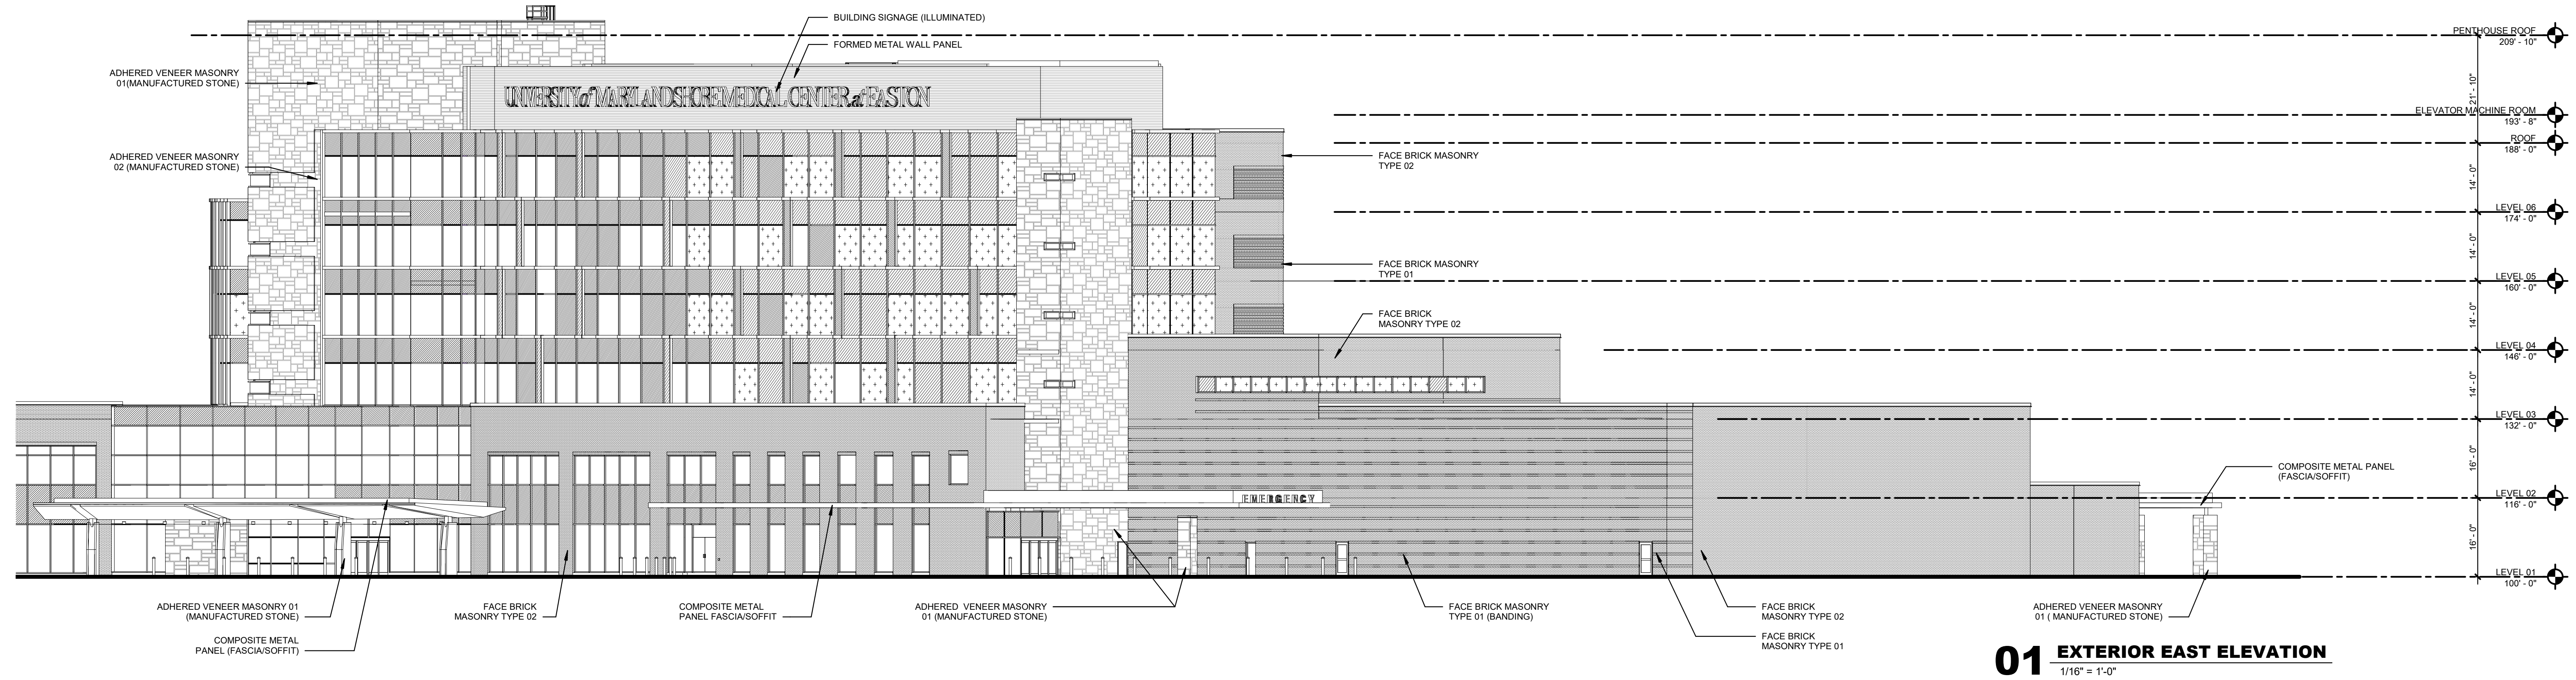 BUILDING SIGNAGE (ILLUMINATED)
FORMED METAL WALL PANEL
ADHERED VENEER MASONRY
01(MANUFACTURED STONE)
UNIVERSITY of MARYLAND SHORE MEDICAL CENTER at EASTON
ADHERED VENEER MASONRY
02 (MANUFACTURED STONE)
FACE BRICK MASONRY
TYPE 02
FACE BRICK MASONRY
TYPE 01
FACE BRICK
MASONRY TYPE 02
PENTHOUSE ROOF
209' - 10"
21' - 10"
ELEVATOR MACHINE ROOM
193' - 8"
ROOF
188' - 0"
14' - 0"
LEVEL 06
174' - 0"
14' - 0"
LEVEL 05
160' - 0"
14' - 0"
LEVEL 04
146' - 0"
14' - 0"
LEVEL 03
132' - 0"
16' - 0"
COMPOSITE METAL PANEL
(FASCIA/SOFFIT)
EMERGENCY
LEVEL 02
116' - 0"
16' - 0"
LEVEL 01
100' - 0"
ADHERED VENEER MASONRY 01
(MANUFACTURED STONE)
COMPOSITE METAL
PANEL (FASCIA/SOFFIT)
FACE BRICK
MASONRY TYPE 02
COMPOSITE METAL
PANEL FASCIA/SOFFIT
ADHERED VENEER MASONRY
01 (MANUFACTURED STONE)
FACE BRICK MASONRY
TYPE 01 (BANDING)
FACE BRICK
MASONRY TYPE 02
FACE BRICK
MASONRY TYPE 01
ADHERED VENEER MASONRY
01 ( MANUFACTURED STONE)
01 EXTERIOR EAST ELEVATION
1/16" = 1'-0"